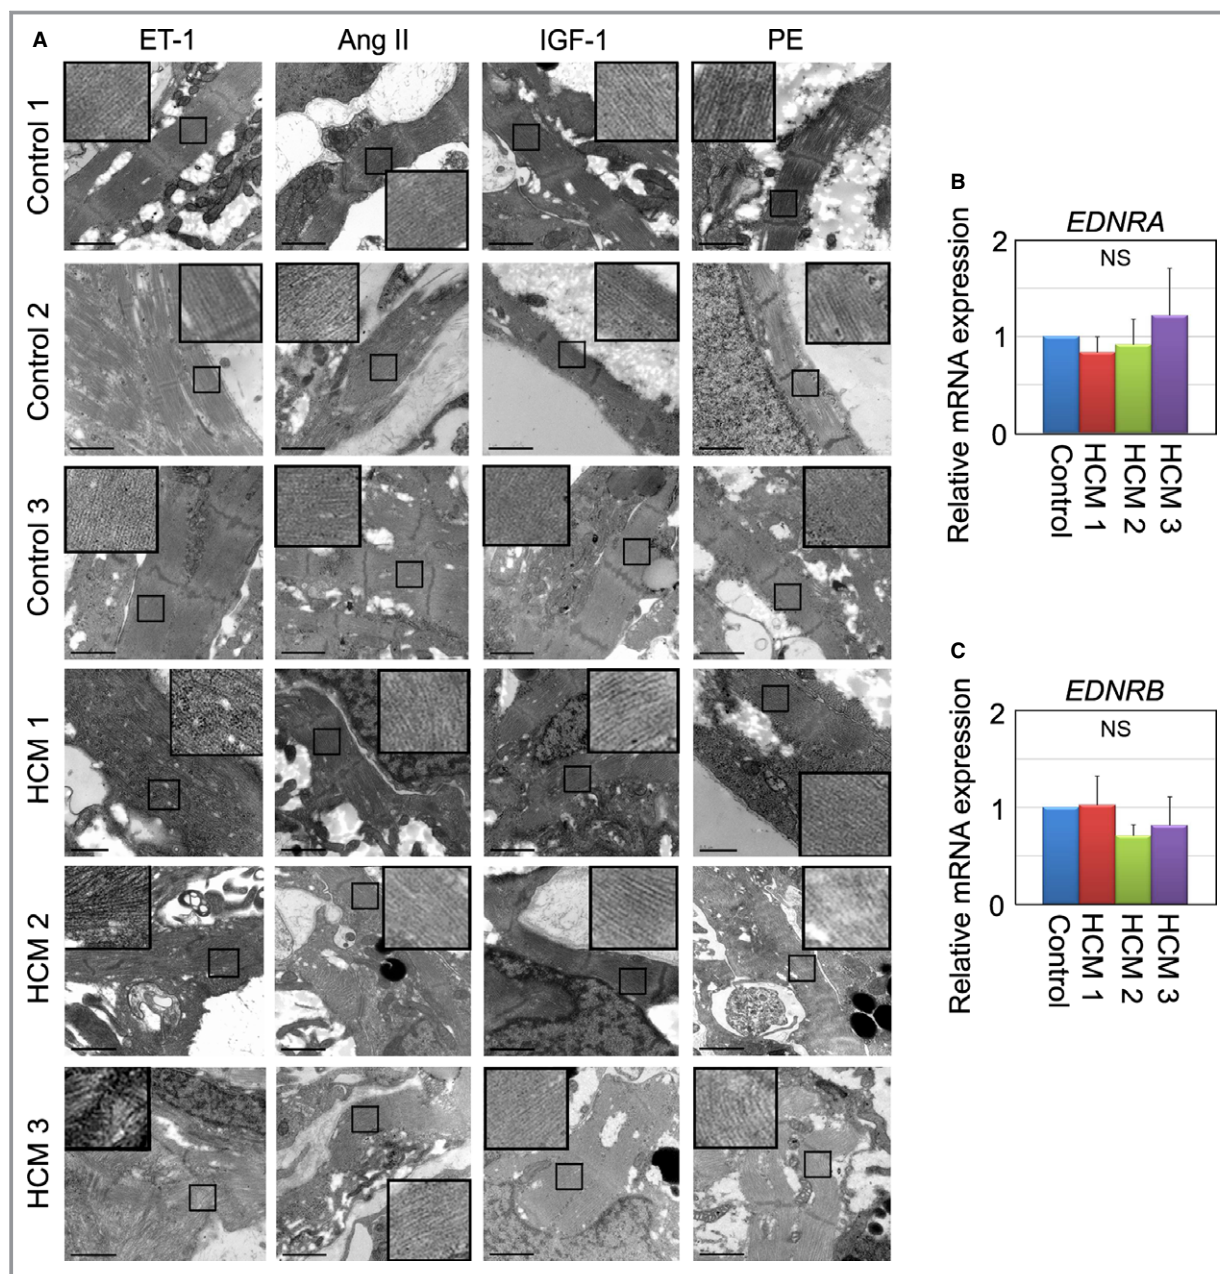 A
ET-1
Ang II
IGF-1
PE
Control 1
Control 2
Control 3
HCM 1
HCM 2
HCM 3
B
EDNRA
NS
Relative mRNA expression
2
1
0
Control
HCM 1
HCM 2
HCM 3
C
EDNRB
NS
Relative mRNA expression
2
1
0
Control
HCM 1
HCM 2
HCM 3